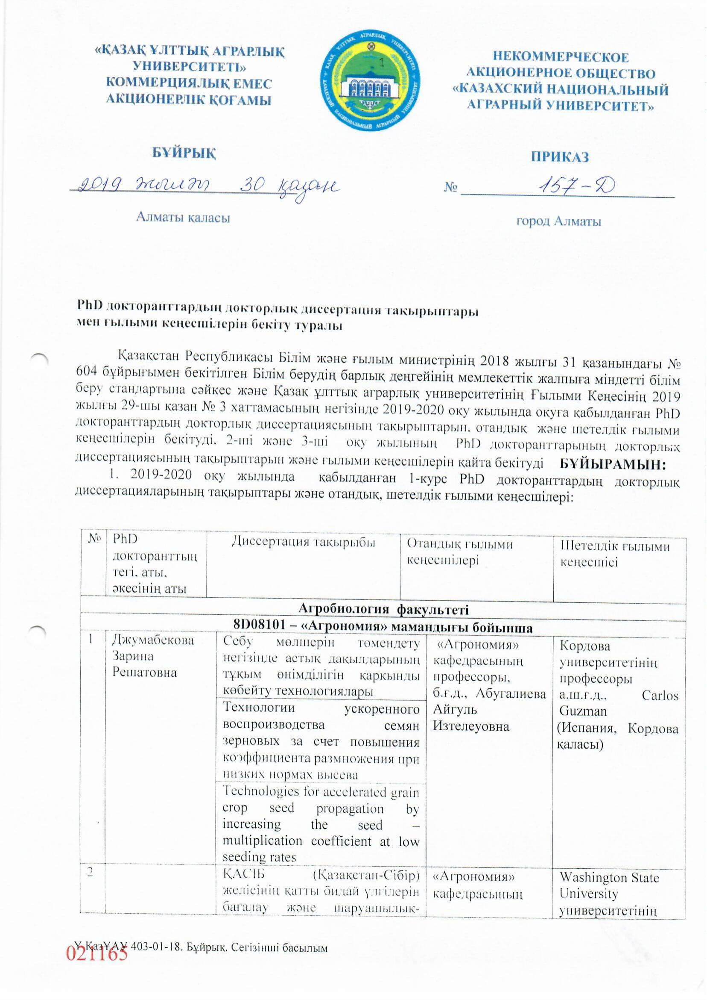 «ҚАЗАҚ ҰЛТТЫҚ АГРАРЛЫҚ
УНИВЕРСИТЕТІ»
КОММЕРЦИЯЛЫҚ ЕМЕС
АКЦИОНЕРЛІК ҚОҒАМЫ
ҚАЗАҚ ҰЛТТЫҚ АГРАРЛЫҚ УНИВЕРСИТЕТІ
КАЗАХСКИЙ НАЦИОНАЛЬНЫЙ АГРАРНЫЙ УНИВЕРСИТЕТ
1
НЕКОММЕРЧЕСКОЕ
АКЦИОНЕРНОЕ ОБЩЕСТВО
«КАЗАХСКИЙ НАЦИОНАЛЬНЫЙ
АГРАРНЫЙ УНИВЕРСИТЕТ»
БҰЙРЫҚ
ПРИКАЗ
2019 жылғы 30 қазан
№ 157-Д
Алматы қаласы
город Алматы
PhD докторанттардың докторлық диссертация тақырыптары
мен ғылыми кеңесшілерін бекіту туралы
Қазақстан Республикасы Білім және ғылым министрінің 2018 жылғы 31 қазанындағы №
604 бұйрығымен бекітілген Білім берудің барлық деңгейінің мемлекеттік жалпыға міндетті білім
беру стандартына сәйкес және Қазақ ұлттық аграрлық университетінің Ғылыми Кеңесінің 2019
жылғы 29-шы қазан № 3 хаттамасының негізінде 2019-2020 оқу жылында оқуға қабылданған PhD
докторанттардың докторлық диссертациясының тақырыптарын, отандық және шетелдік ғылыми
кеңесшілерін бекітуді, 2-ші және 3-ші оқу жылының PhD докторанттарының докторлық
диссертациясының тақырыптарын және ғылыми кеңесшілерін қайта бекітуді БҰЙЫРАМЫН:
1. 2019-2020 оқу жылында қабылданған 1-курс PhD докторанттардың докторлық
диссертацияларының тақырыптары және отандық, шетелдік ғылыми кеңесшілері:
№
PhD
докторанттың
тегі, аты,
әкесінің аты
Диссертация тақырыбы
Отандық ғылыми
кеңесшілері
Шетелдік ғылыми
кеңесшісі
Агробиология факультеті
8D08101 – «Агрономия» мамандығы бойынша
1
Джумабекова
Зарина
Решатовна
Себу мөлшерін төмендету
негізінде астық дақылдарының
тұқым өнімділігін қарқынды
көбейту технологиялары
Технологии ускоренного
воспроизводства семян
зерновых за счет повышения
коэффициента размножения при
низких нормах высева
Technologies for accelerated grain
crop seed propagation by
increasing the seed –
multiplication coefficient at low
seeding rates
«Агрономия»
кафедрасының
профессоры,
б.ғ.д., Абугалиева
Айгуль
Изтелеуовна
Кордова
университетінің
профессоры
а.ш.ғ.д., Carlos
Guzman
(Испания, Кордова
қаласы)
2
ҚАСІБ (Қазақстан-Сібір)
желісінің қатты бидай үлгілерін
бағалау және шаруашылық-
«Агрономия»
кафедрасының
Washington State
University
университетінің
У ҚазҰАУ 403-01-18. Бұйрық. Сегізінші басылым
021165